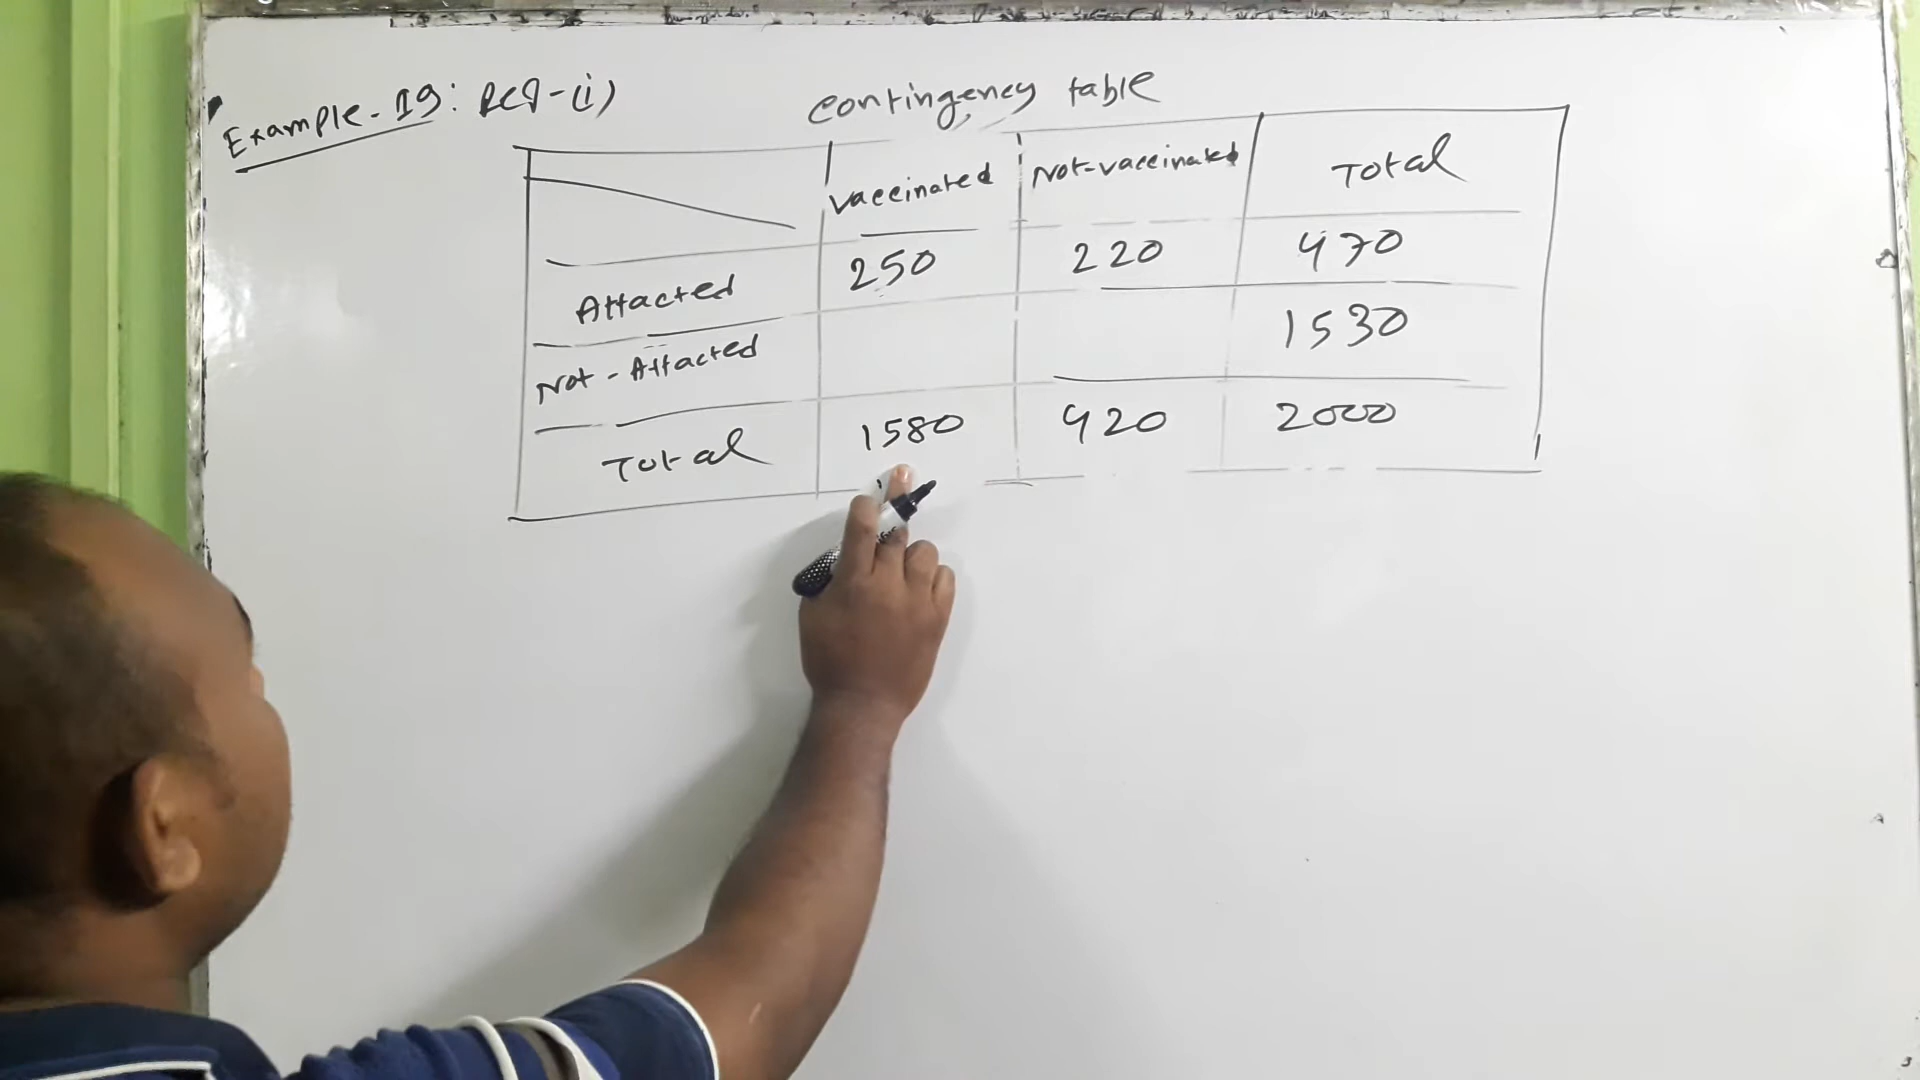 Example-19: RCT-(i)
contingency table
vaccinated Not-vaccinated Total
Attacted 250 220 470
Not-Attacted 1530
Total 1580 420 2000